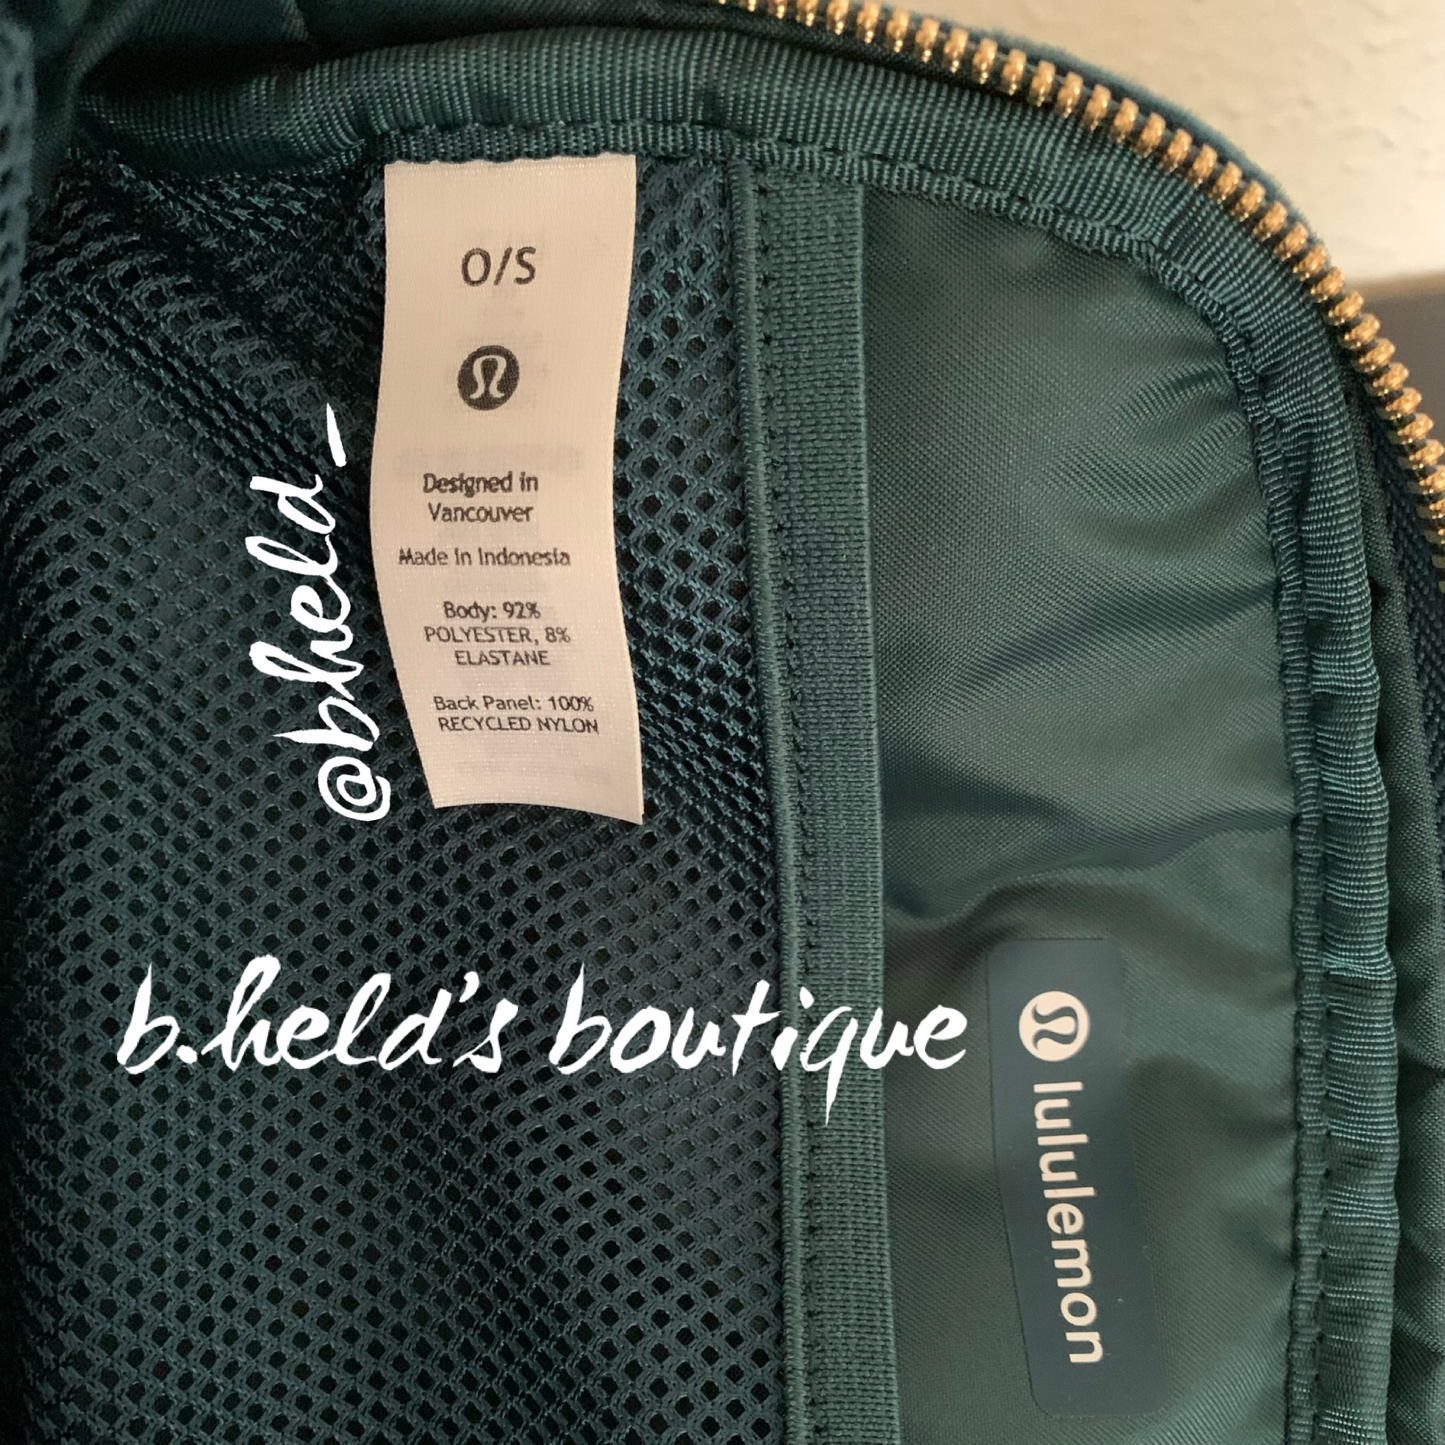 O/S
Designed in
Vancouver
Made in Indonesia
Body: 92%
POLYESTER, 8%
ELASTANE
Back Panel: 100%
RECYCLED NYLON
@bheld_
b.held's boutique
lululemon